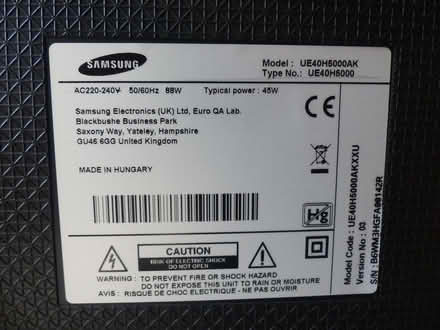 SAMSUNG
Model : UE40H5000AK
Type No.: UE40H5000
AC220-240V~ 50/60Hz 88W
Typical power : 45W
Samsung Electronics (UK) Ltd, Euro QA Lab.
Blackbushe Business Park
Saxony Way, Yateley, Hampshire
GU46 6GG United Kingdom
CE
MADE IN HUNGARY
Hg
CAUTION
RISK OF ELECTRIC SHOCK
DO NOT OPEN
WARNING : TO PREVENT FIRE OR SHOCK HAZARD
DO NOT EXPOSE TO RAIN OR MOISTURE
AVIS : RISQUE DE CHOC ELECTRIQUE - NE PAS OUVRIR
Model Code : UE40H5000AKXXU
Version No : 03
S/N :